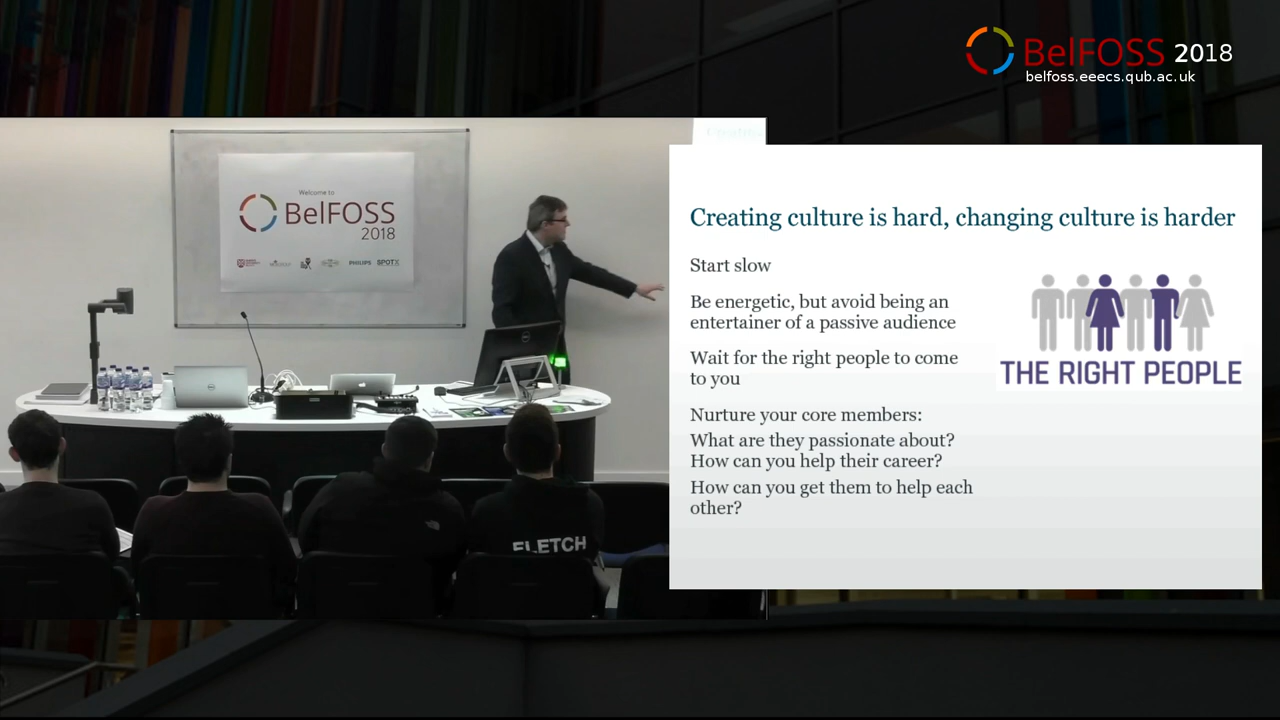 BelFOSS 2018
belfoss.eeecs.qub.ac.uk
Welcome to
BelFOSS
2018
PHILIPS SPOTX
FLETCH
Creating culture is hard, changing culture is harder
Start slow
Be energetic, but avoid being an
entertainer of a passive audience
Wait for the right people to come
to you
Nurture your core members:
What are they passionate about?
How can you help their career?
How can you get them to help each
other?
THE RIGHT PEOPLE